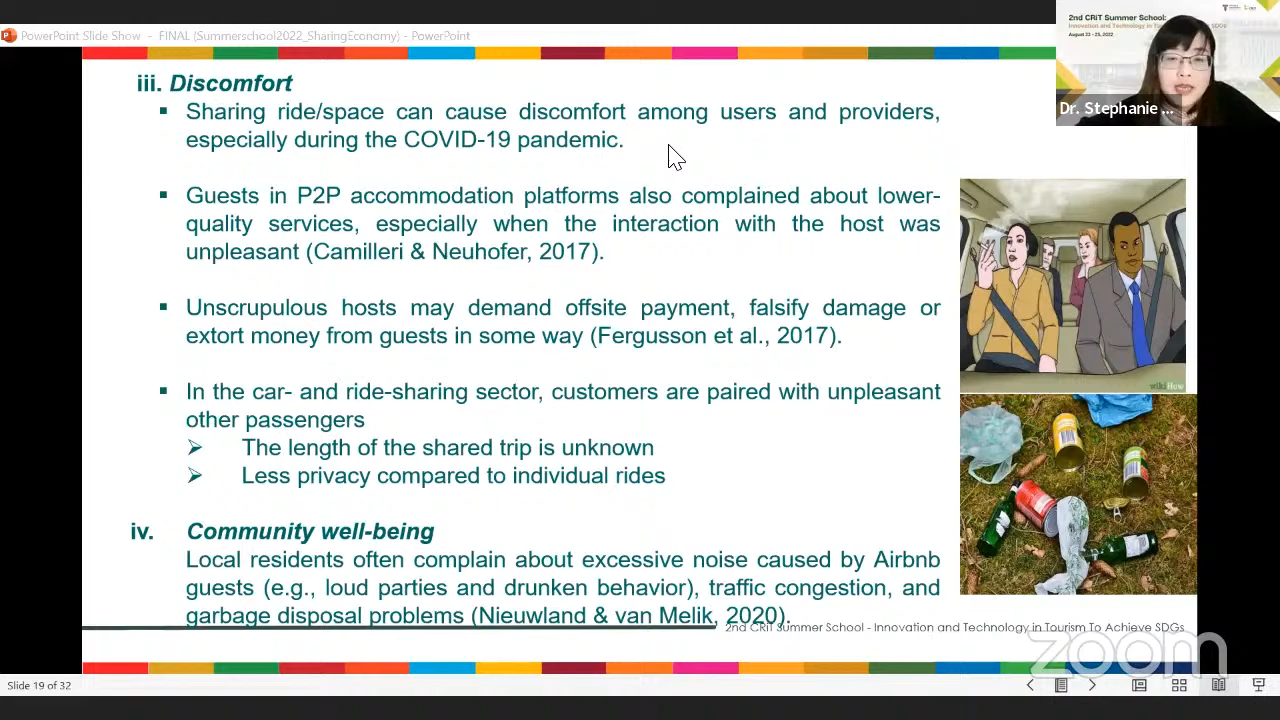 PowerPoint Slide Show - FINAL (Summerschool2022_SharingEconomy) - PowerPoint
2nd CRiT Summer School:
Innovation and Technology in To
SDGs
August 23 - 25, 2022
Dr. Stephanie ...
iii. Discomfort
▪ Sharing ride/space can cause discomfort among users and providers,
especially during the COVID-19 pandemic.
▪ Guests in P2P accommodation platforms also complained about lower-
quality services, especially when the interaction with the host was
unpleasant (Camilleri & Neuhofer, 2017).
▪ Unscrupulous hosts may demand offsite payment, falsify damage or
extort money from guests in some way (Fergusson et al., 2017).
▪ In the car- and ride-sharing sector, customers are paired with unpleasant
other passengers
➢ The length of the shared trip is unknown
➢ Less privacy compared to individual rides
wikiHow
iv. Community well-being
Local residents often complain about excessive noise caused by Airbnb
guests (e.g., loud parties and drunken behavior), traffic congestion, and
garbage disposal problems (Nieuwland & van Melik, 2020).
2nd CRiT Summer School - Innovation and Technology in Tourism To Achieve SDGs
zoom
Slide 19 of 32